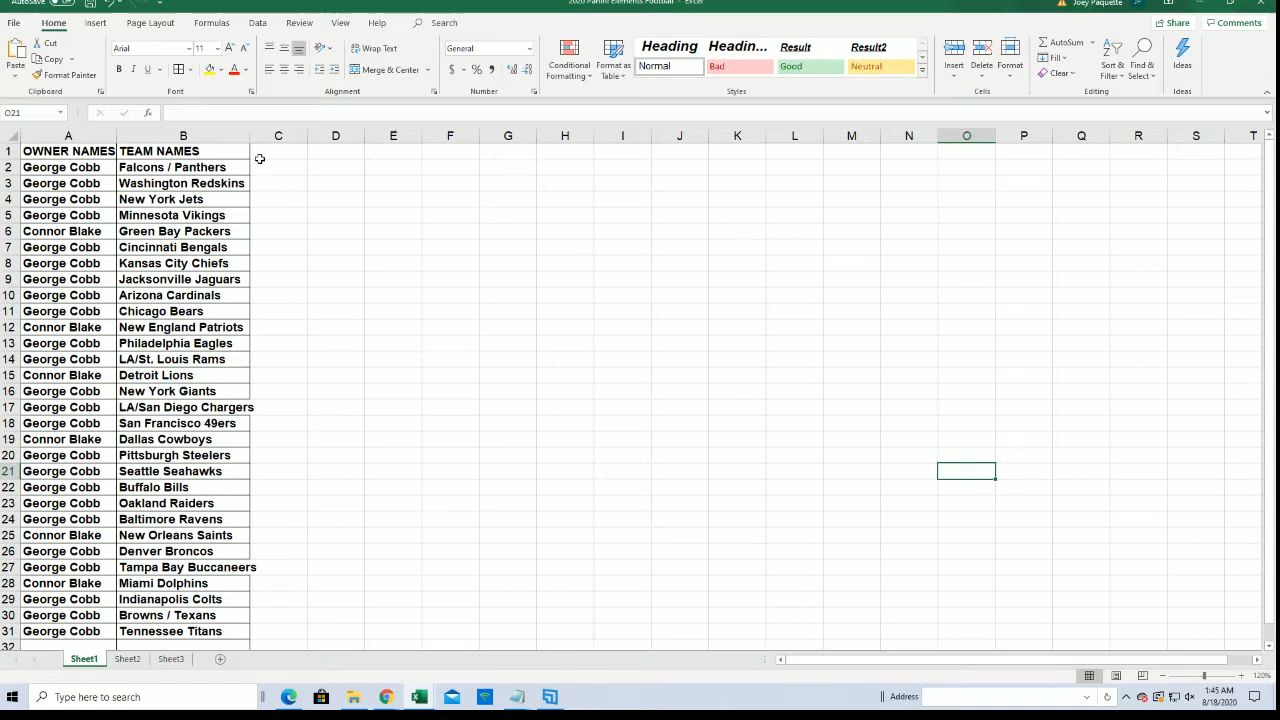 AutoSave
2020 Panini Elements Football - Excel
Joey Paquette
File Home Insert Page Layout Formulas Data Review View Help Search Share Comments
Paste Cut Copy Format Painter Clipboard
Arial 11 Font
Wrap Text Merge & Center Alignment
General Number
Conditional Formatting Format as Table
Heading Headin... Result Result2
Normal Bad Good Neutral
Styles
Insert Delete Format Cells
AutoSum Fill Clear Sort & Filter Find & Select Editing
Ideas Ideas
O21
A B C D E F G H I J K L M N O P Q R S T
1 OWNER NAMES TEAM NAMES
2 George Cobb Falcons / Panthers
3 George Cobb Washington Redskins
4 George Cobb New York Jets
5 George Cobb Minnesota Vikings
6 Connor Blake Green Bay Packers
7 George Cobb Cincinnati Bengals
8 George Cobb Kansas City Chiefs
9 George Cobb Jacksonville Jaguars
10 George Cobb Arizona Cardinals
11 George Cobb Chicago Bears
12 Connor Blake New England Patriots
13 George Cobb Philadelphia Eagles
14 George Cobb LA/St. Louis Rams
15 Connor Blake Detroit Lions
16 George Cobb New York Giants
17 George Cobb LA/San Diego Chargers
18 George Cobb San Francisco 49ers
19 Connor Blake Dallas Cowboys
20 George Cobb Pittsburgh Steelers
21 George Cobb Seattle Seahawks
22 George Cobb Buffalo Bills
23 George Cobb Oakland Raiders
24 George Cobb Baltimore Ravens
25 Connor Blake New Orleans Saints
26 George Cobb Denver Broncos
27 George Cobb Tampa Bay Buccaneers
28 Connor Blake Miami Dolphins
29 George Cobb Indianapolis Colts
30 George Cobb Browns / Texans
31 George Cobb Tennessee Titans
32
Sheet1 Sheet2 Sheet3
120%
Type here to search
Address
1:45 AM
8/18/2020